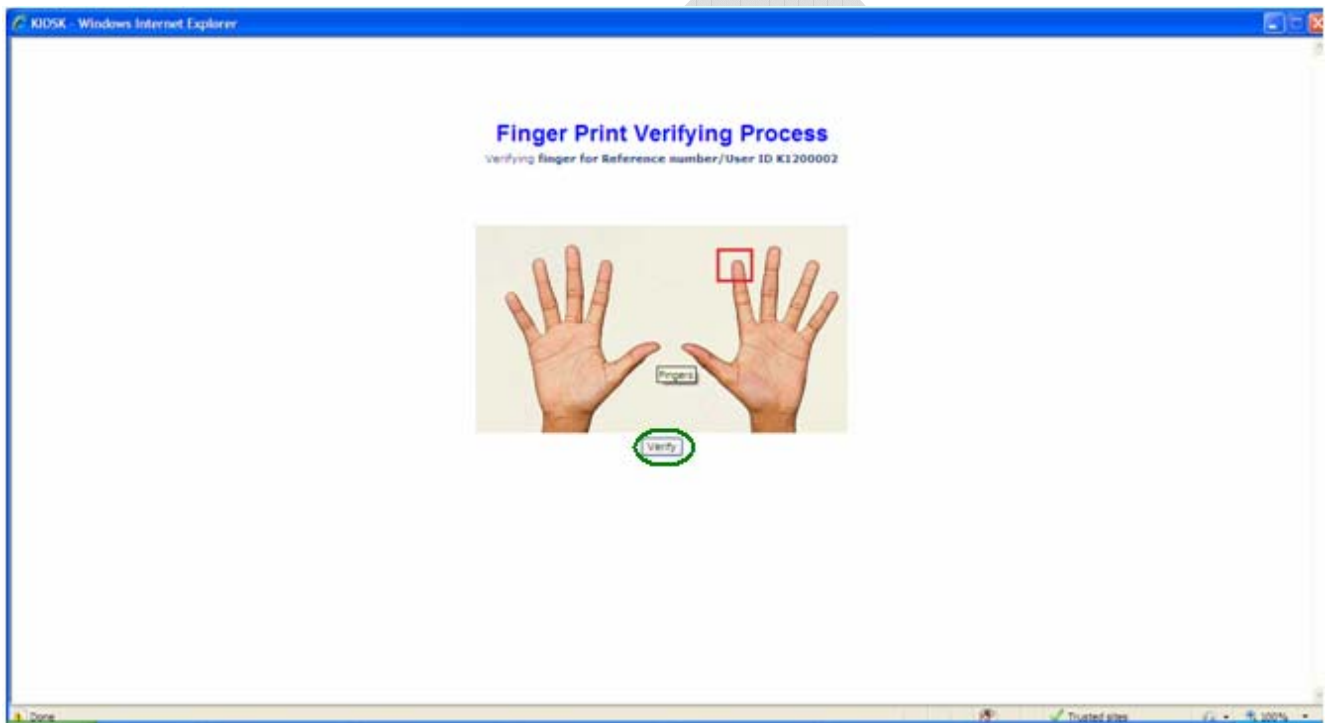 KIOSK - Windows Internet Explorer
Finger Print Verifying Process
Verifying finger for Reference number/User ID K1200002
Fingers
Verify
Done
Trusted sites
100%